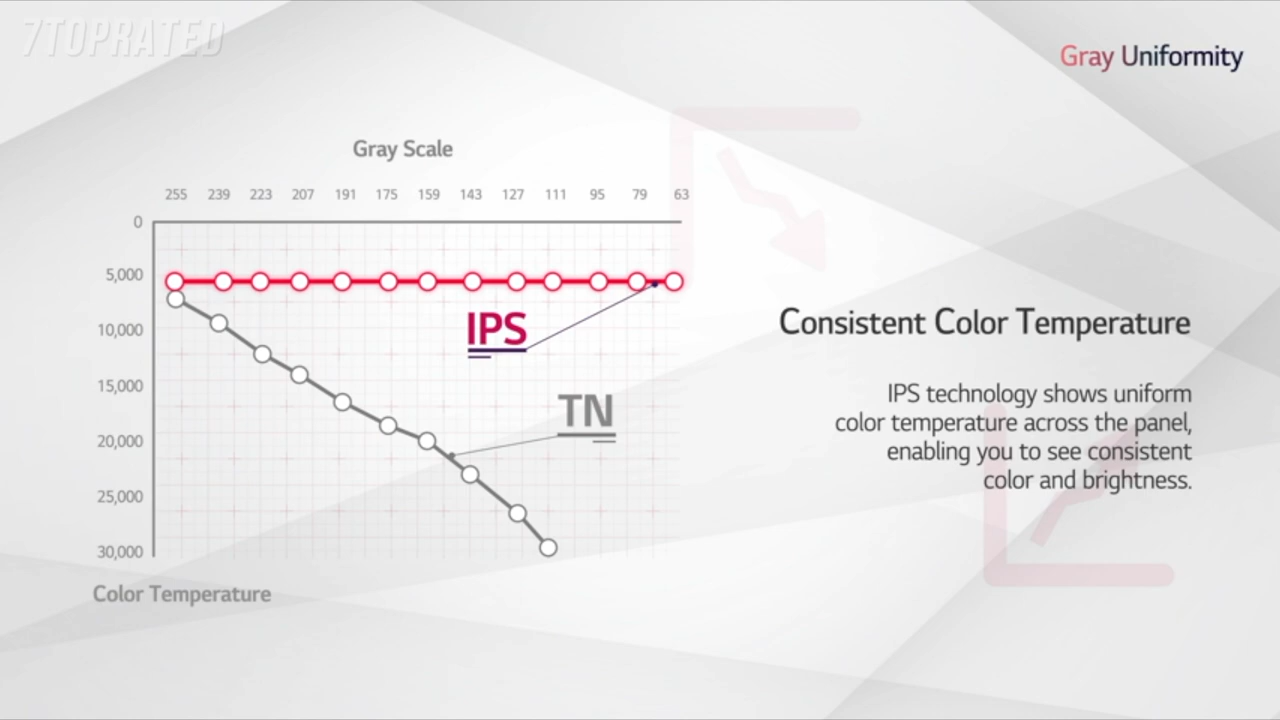 7TOPRATED
Gray Uniformity
Gray Scale
255 239 223 207 191 175 159 143 127 111 95 79 63
0
5,000
10,000
15,000
20,000
25,000
30,000
IPS
TN
Color Temperature
Consistent Color Temperature
IPS technology shows uniform
color temperature across the panel,
enabling you to see consistent
color and brightness.